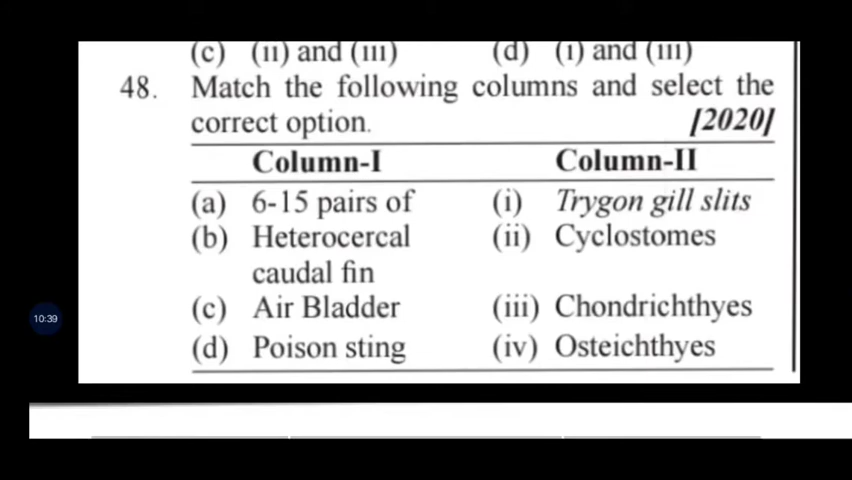 (c) (ii) and (iii) (d) (i) and (iii)
48. Match the following columns and select the
correct option. [2020]
Column-I Column-II
(a) 6-15 pairs of (i) Trygon gill slits
(b) Heterocercal (ii) Cyclostomes
caudal fin
(c) Air Bladder (iii) Chondrichthyes
(d) Poison sting (iv) Osteichthyes
10:39